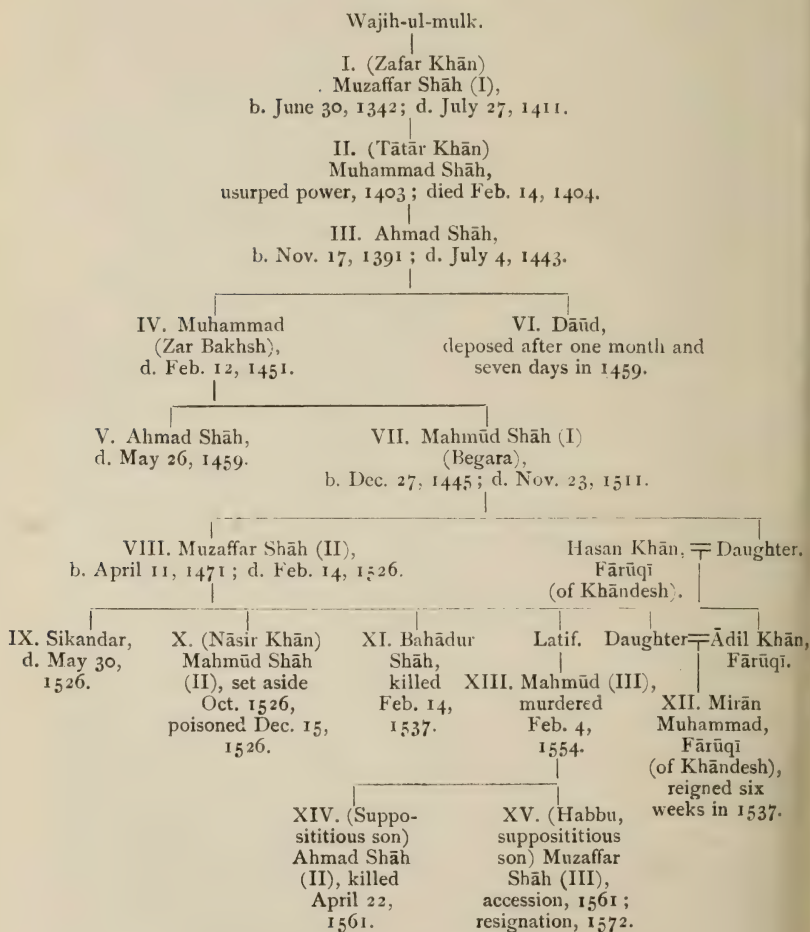 Wajih-ul-mulk.
I. (Zafar Khān)
. Muzaffar Shāh (I),
b. June 30, 1342; d. July 27, 1411.
II. (Tātār Khān)
Muhammad Shāh,
usurped power, 1403; died Feb. 14, 1404.
III. Ahmad Shāh,
b. Nov. 17, 1391; d. July 4, 1443.
IV. Muhammad
(Zar Bakhsh),
d. Feb. 12, 1451.
VI. Dāūd,
deposed after one month and
seven days in 1459.
V. Ahmad Shāh,
d. May 26, 1459.
VII. Mahmūd Shāh (I)
(Begara),
b. Dec. 27, 1445; d. Nov. 23, 1511.
VIII. Muzaffar Shāh (II),
b. April 11, 1471; d. Feb. 14, 1526.
Hasan Khān, = Daughter.
Fārūqī
(of Khāndesh).
IX. Sikandar,
d. May 30,
1526.
X. (Nāsir Khān)
Mahmūd Shāh
(II), set aside
Oct. 1526,
poisoned Dec. 15,
1526.
XI. Bahādur
Shāh,
killed
Feb. 14,
1537.
Latif.
XIII. Mahmūd (III),
murdered
Feb. 4,
1554.
Daughter = Ādil Khān,
Fārūqī.
XII. Mirān
Muhammad,
Fārūqī
(of Khāndesh),
reigned six
weeks in 1537.
XIV. (Suppo-
sititious son)
Ahmad Shāh
(II), killed
April 22,
1561.
XV. (Habbu,
supposititious
son) Muzaffar
Shāh (III),
accession, 1561;
resignation, 1572.